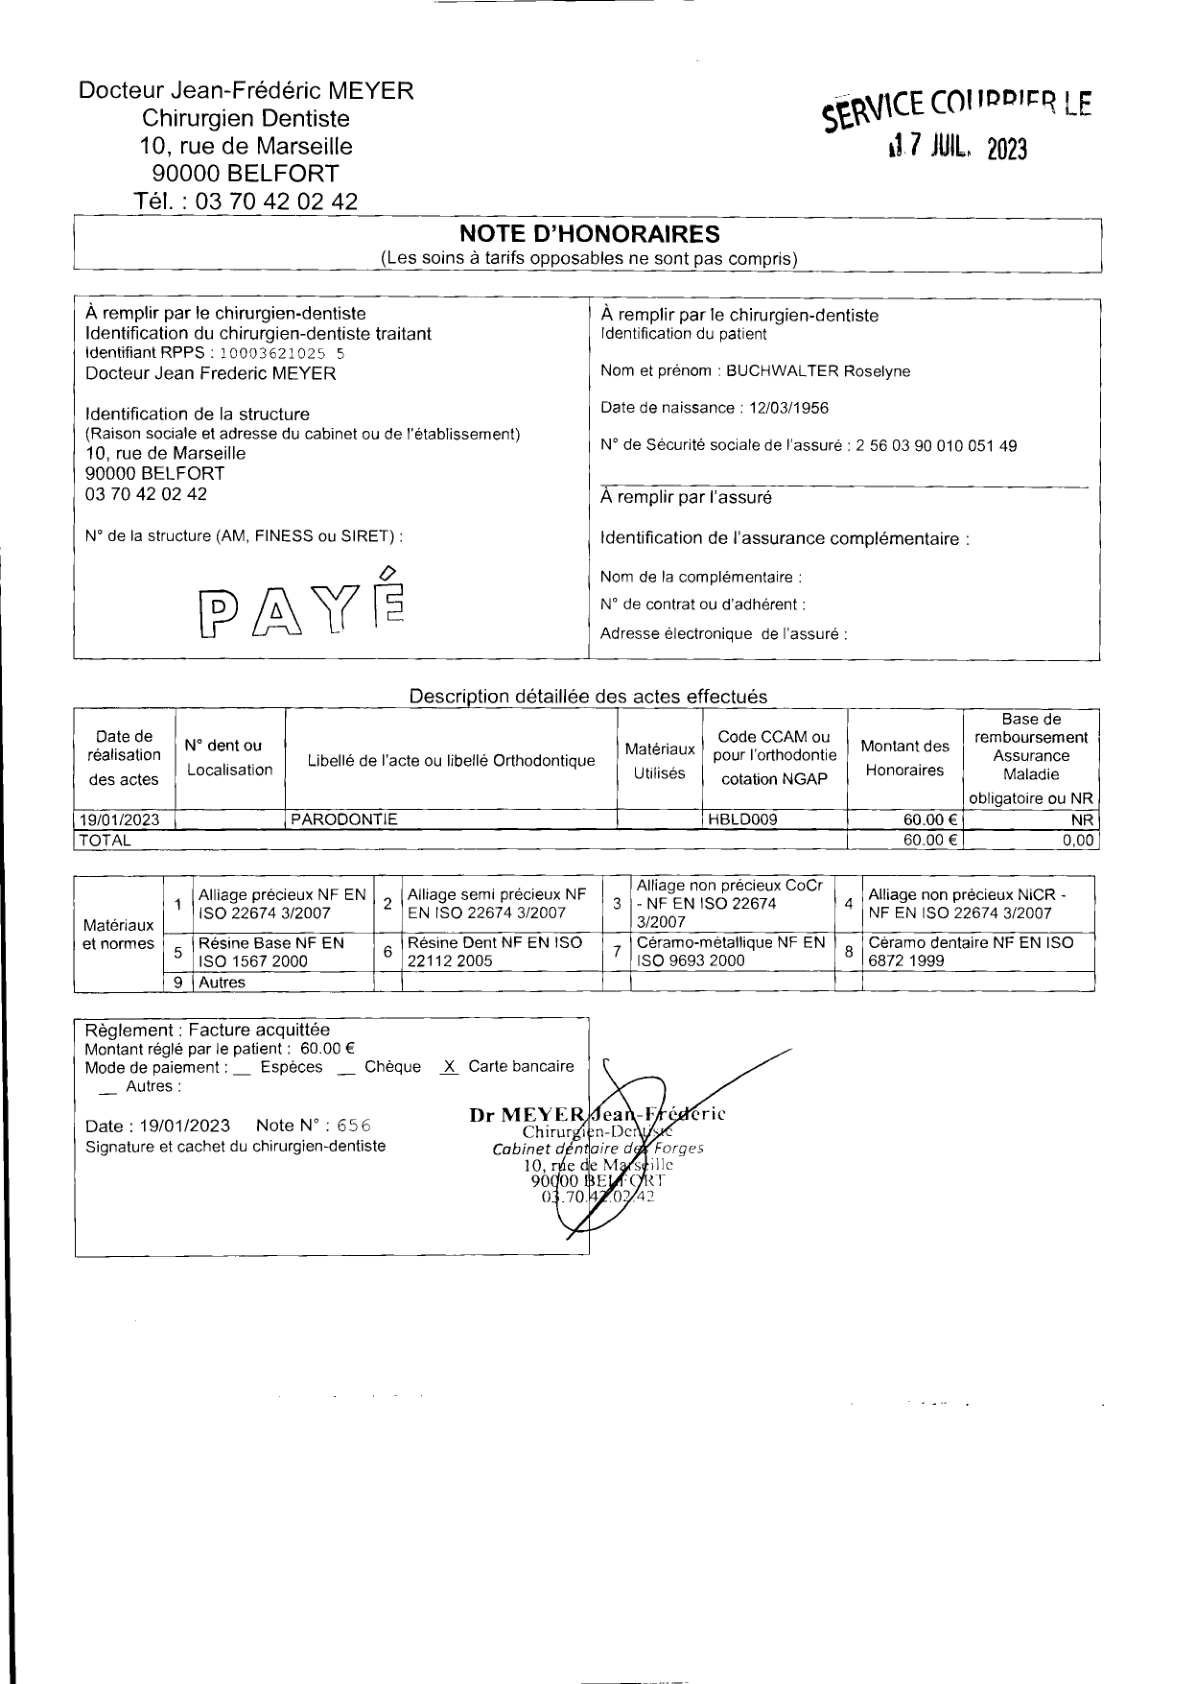 Docteur Jean-Frédéric MEYER
Chirurgien Dentiste
10, rue de Marseille
90000 BELFORT
Tél. : 03 70 42 02 42
SERVICE COURRIER LE
17 JUIL. 2023
NOTE D'HONORAIRES
(Les soins à tarifs opposables ne sont pas compris)
À remplir par le chirurgien-dentiste
Identification du chirurgien-dentiste traitant
Identifiant RPPS : 10003621025 5
Docteur Jean Frederic MEYER
Identification de la structure
(Raison sociale et adresse du cabinet ou de l'établissement)
10, rue de Marseille
90000 BELFORT
03 70 42 02 42
N° de la structure (AM, FINESS ou SIRET) :
PAYÉ
À remplir par le chirurgien-dentiste
Identification du patient
Nom et prénom : BUCHWALTER Roselyne
Date de naissance : 12/03/1956
N° de Sécurité sociale de l'assuré : 2 56 03 90 010 051 49
À remplir par l'assuré
Identification de l'assurance complémentaire :
Nom de la complémentaire :
N° de contrat ou d'adhérent :
Adresse électronique de l'assuré :
Description détaillée des actes effectués
Date de réalisation des actes
N° dent ou Localisation
Libellé de l'acte ou libellé Orthodontique
Matériaux Utilisés
Code CCAM ou pour l'orthodontie cotation NGAP
Montant des Honoraires
Base de remboursement Assurance Maladie obligatoire ou NR
19/01/2023 PARODONTIE HBLD009 60.00 € NR
TOTAL 60.00 € 0,00
Matériaux et normes
1 Alliage précieux NF EN ISO 22674 3/2007
2 Alliage semi précieux NF EN ISO 22674 3/2007
3 Alliage non précieux CoCr - NF EN ISO 22674 3/2007
4 Alliage non précieux NiCR - NF EN ISO 22674 3/2007
5 Résine Base NF EN ISO 1567 2000
6 Résine Dent NF EN ISO 22112 2005
7 Céramo-métallique NF EN ISO 9693 2000
8 Céramo dentaire NF EN ISO 6872 1999
9 Autres
Règlement : Facture acquittée
Montant réglé par le patient : 60.00 €
Mode de paiement : __ Espèces __ Chèque X Carte bancaire
__ Autres :
Date : 19/01/2023 Note N° : 656
Signature et cachet du chirurgien-dentiste
Dr MEYER Jean-Frédéric
Chirurgien-Dentiste
Cabinet dentaire des Forges
10, rue de Marseille
90000 BELFORT
03.70.42.02.42